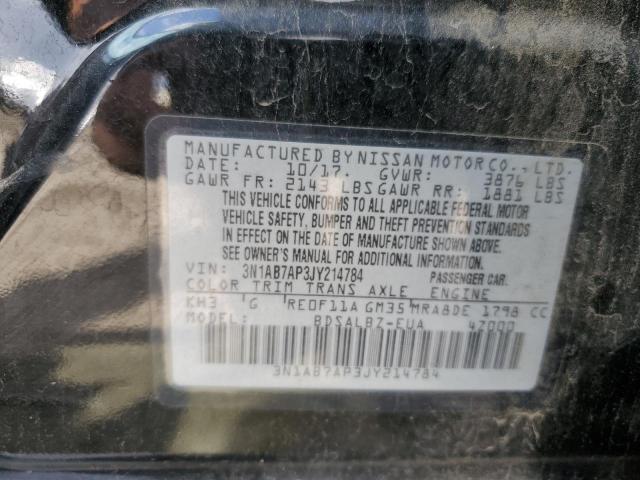 MANUFACTURED BY NISSAN MOTOR CO., LTD.
DATE: 10/17. GVWR: 3876 LBS
GAWR FR: 2143 LBS GAWR RR: 1881 LBS
THIS VEHICLE CONFORMS TO ALL APPLICABLE FEDERAL MOTOR
VEHICLE SAFETY, BUMPER AND THEFT PREVENTION STANDARDS
IN EFFECT ON THE DATE OF MANUFACTURE SHOWN ABOVE.
SEE OWNER'S MANUAL FOR ADDITIONAL INFORMATION.
VIN: 3N1AB7AP3JY214784 PASSENGER CAR.
COLOR TRIM TRANS AXLE ENGINE
KH3 'G RE0F11A GM35 MRA8DE 1798 CC
BDSALBZ-EUA 4Z000
3N1AB7AP3JY214784